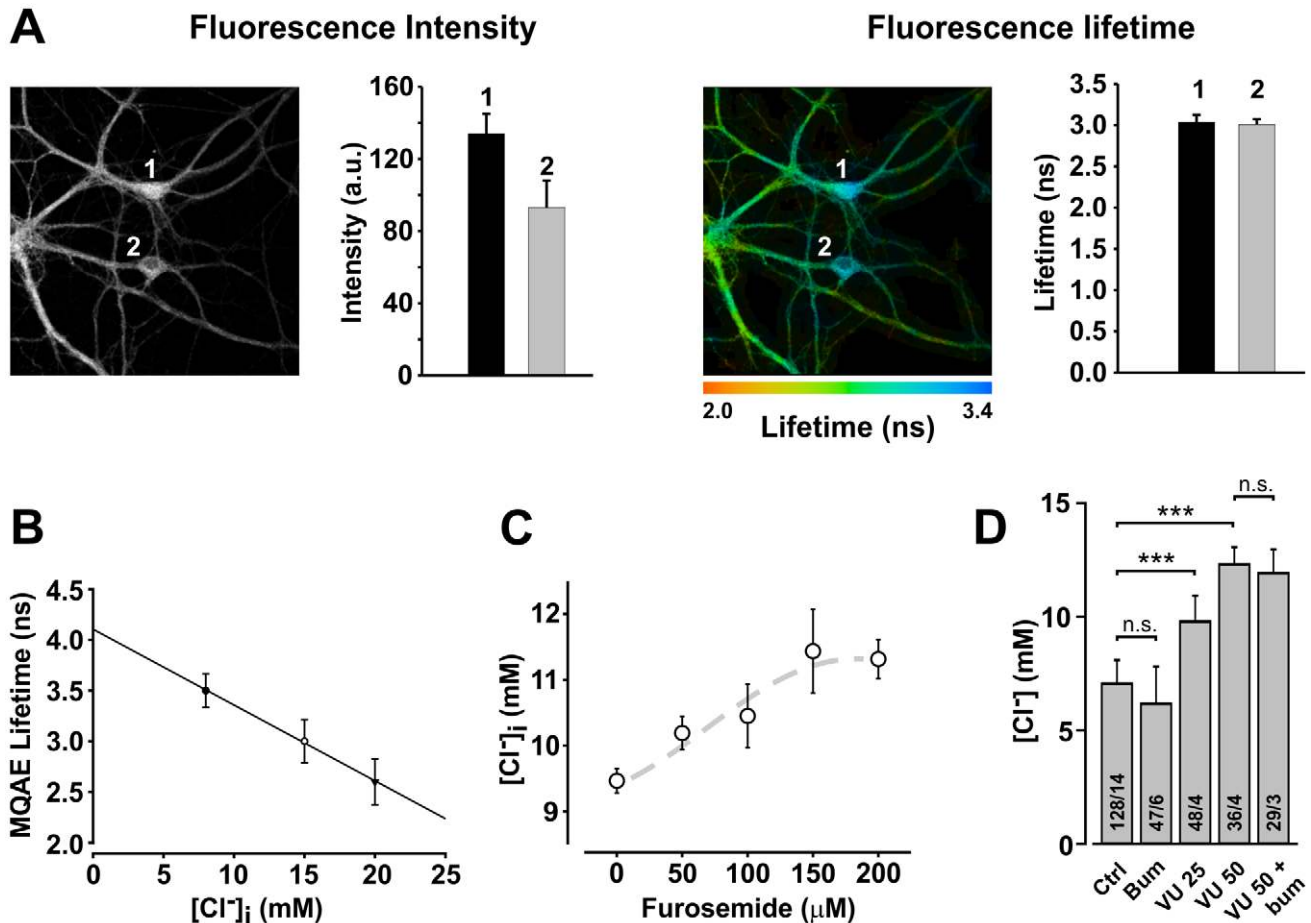 A
Fluorescence Intensity
Fluorescence lifetime
1
2
160
120
80
40
0
Intensity (a.u.)
1
2
1
2
2.0
3.4
Lifetime (ns)
3.5
3.0
2.5
2.0
1.5
1.0
0.5
0.0
Lifetime (ns)
1
2
B
4.5
4.0
3.5
3.0
2.5
2.0
MQAE Lifetime (ns)
0 5 10 15 20 25
[Cl⁻]i (mM)
C
12
11
10
9
[Cl⁻]i (mM)
0 50 100 150 200
Furosemide (μM)
D
15
10
5
0
[Cl⁻] (mM)
n.s.
***
***
n.s.
128/14
47/6
48/4
36/4
29/3
Ctrl
Bum
VU 25
VU 50
VU 50 +
bum